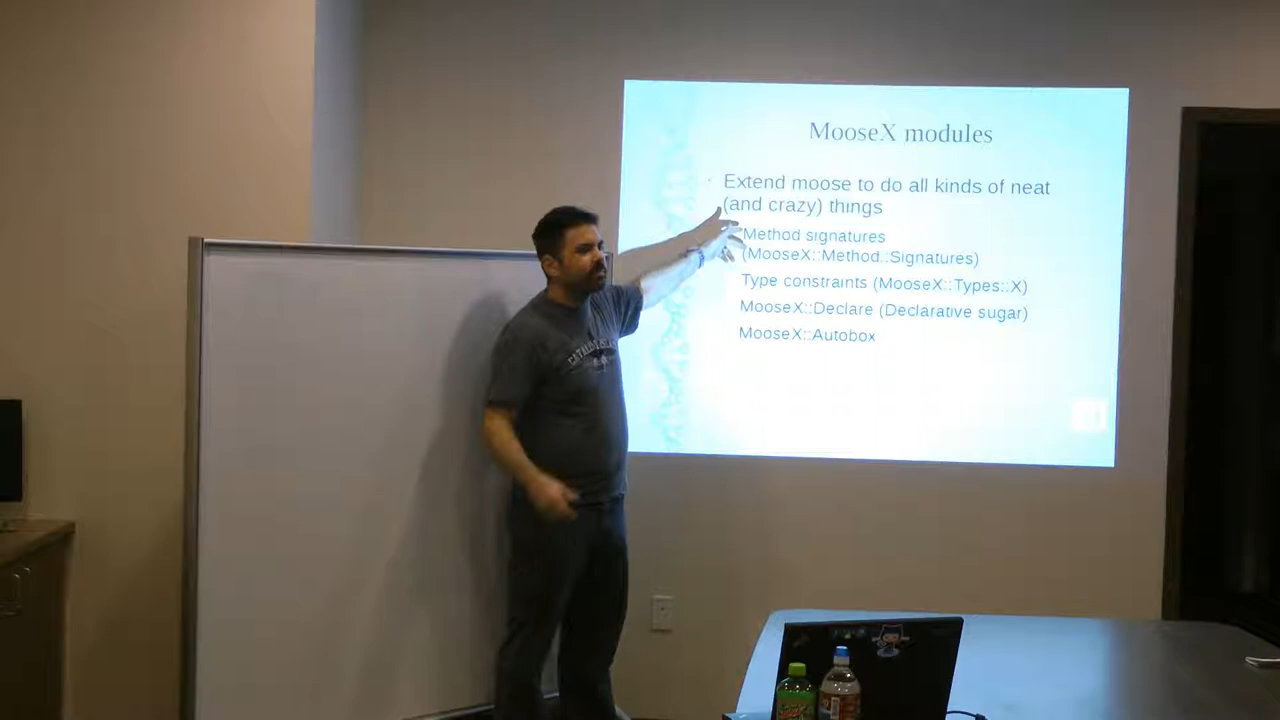 MooseX modules
Extend moose to do all kinds of neat
(and crazy) things
Method signatures
(MooseX::Method::Signatures)
Type constraints (MooseX::Types::X)
MooseX::Declare (Declarative sugar)
MooseX::Autobox